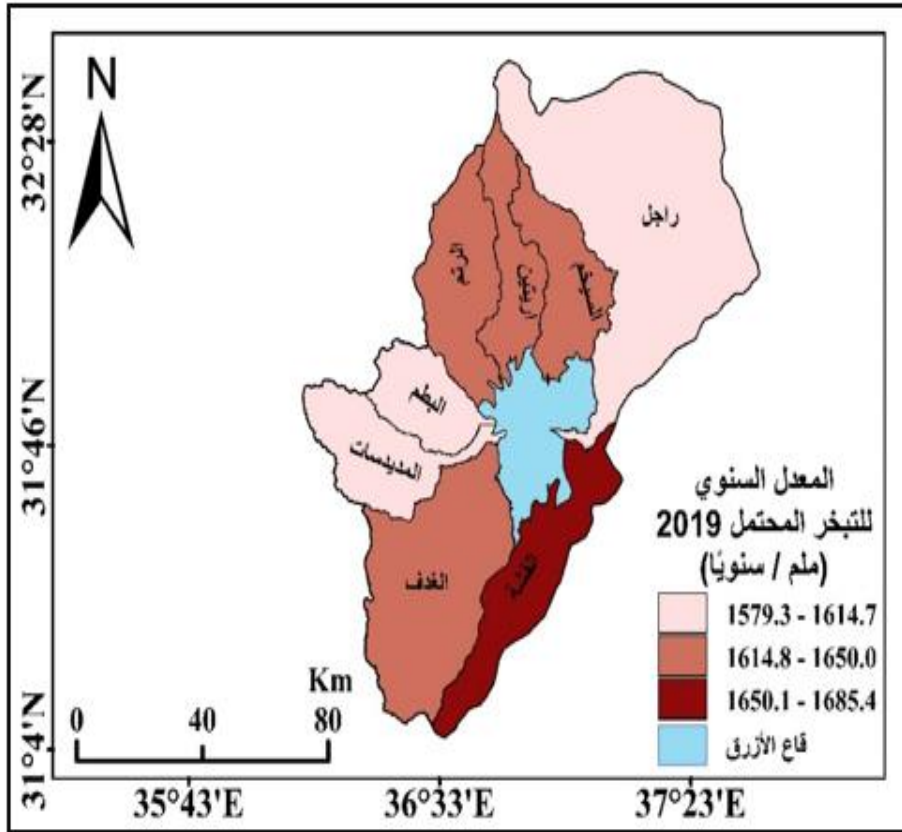 N
32°28'N
31°46'N
31°4'N
راجل
البطم
المديسات
الغدف
المعدل السنوي
للتبخر المحتمل 2019
(ملم / سنويًا)
1579.3 - 1614.7
1614.8 - 1650.0
1650.1 - 1685.4
قاع الأزرق
Km
0 40 80
35°43'E 36°33'E 37°23'E